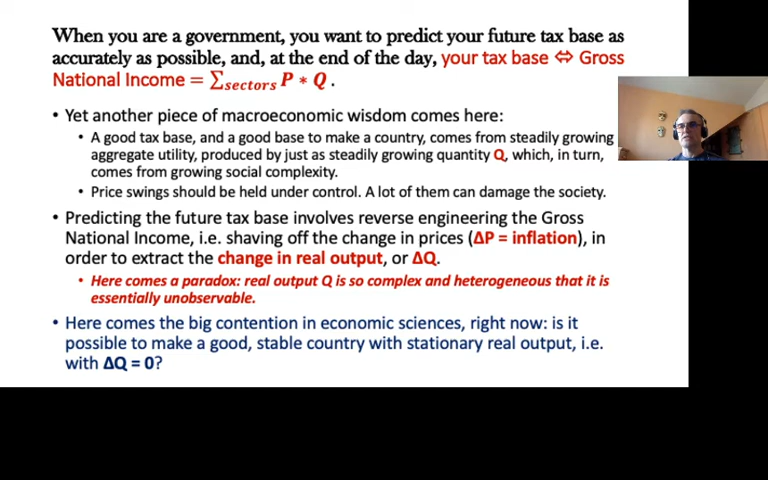 When you are a government, you want to predict your future tax base as
accurately as possible, and, at the end of the day, your tax base ⇔ Gross
National Income = ∑sectors P ∗ Q .
• Yet another piece of macroeconomic wisdom comes here:
• A good tax base, and a good base to make a country, comes from steadily growing
aggregate utility, produced by just as steadily growing quantity Q, which, in turn,
comes from growing social complexity.
• Price swings should be held under control. A lot of them can damage the society.
• Predicting the future tax base involves reverse engineering the Gross
National Income, i.e. shaving off the change in prices (ΔP = inflation), in
order to extract the change in real output, or ΔQ.
• Here comes a paradox: real output Q is so complex and heterogeneous that it is
essentially unobservable.
• Here comes the big contention in economic sciences, right now: is it
possible to make a good, stable country with stationary real output, i.e.
with ΔQ = 0?